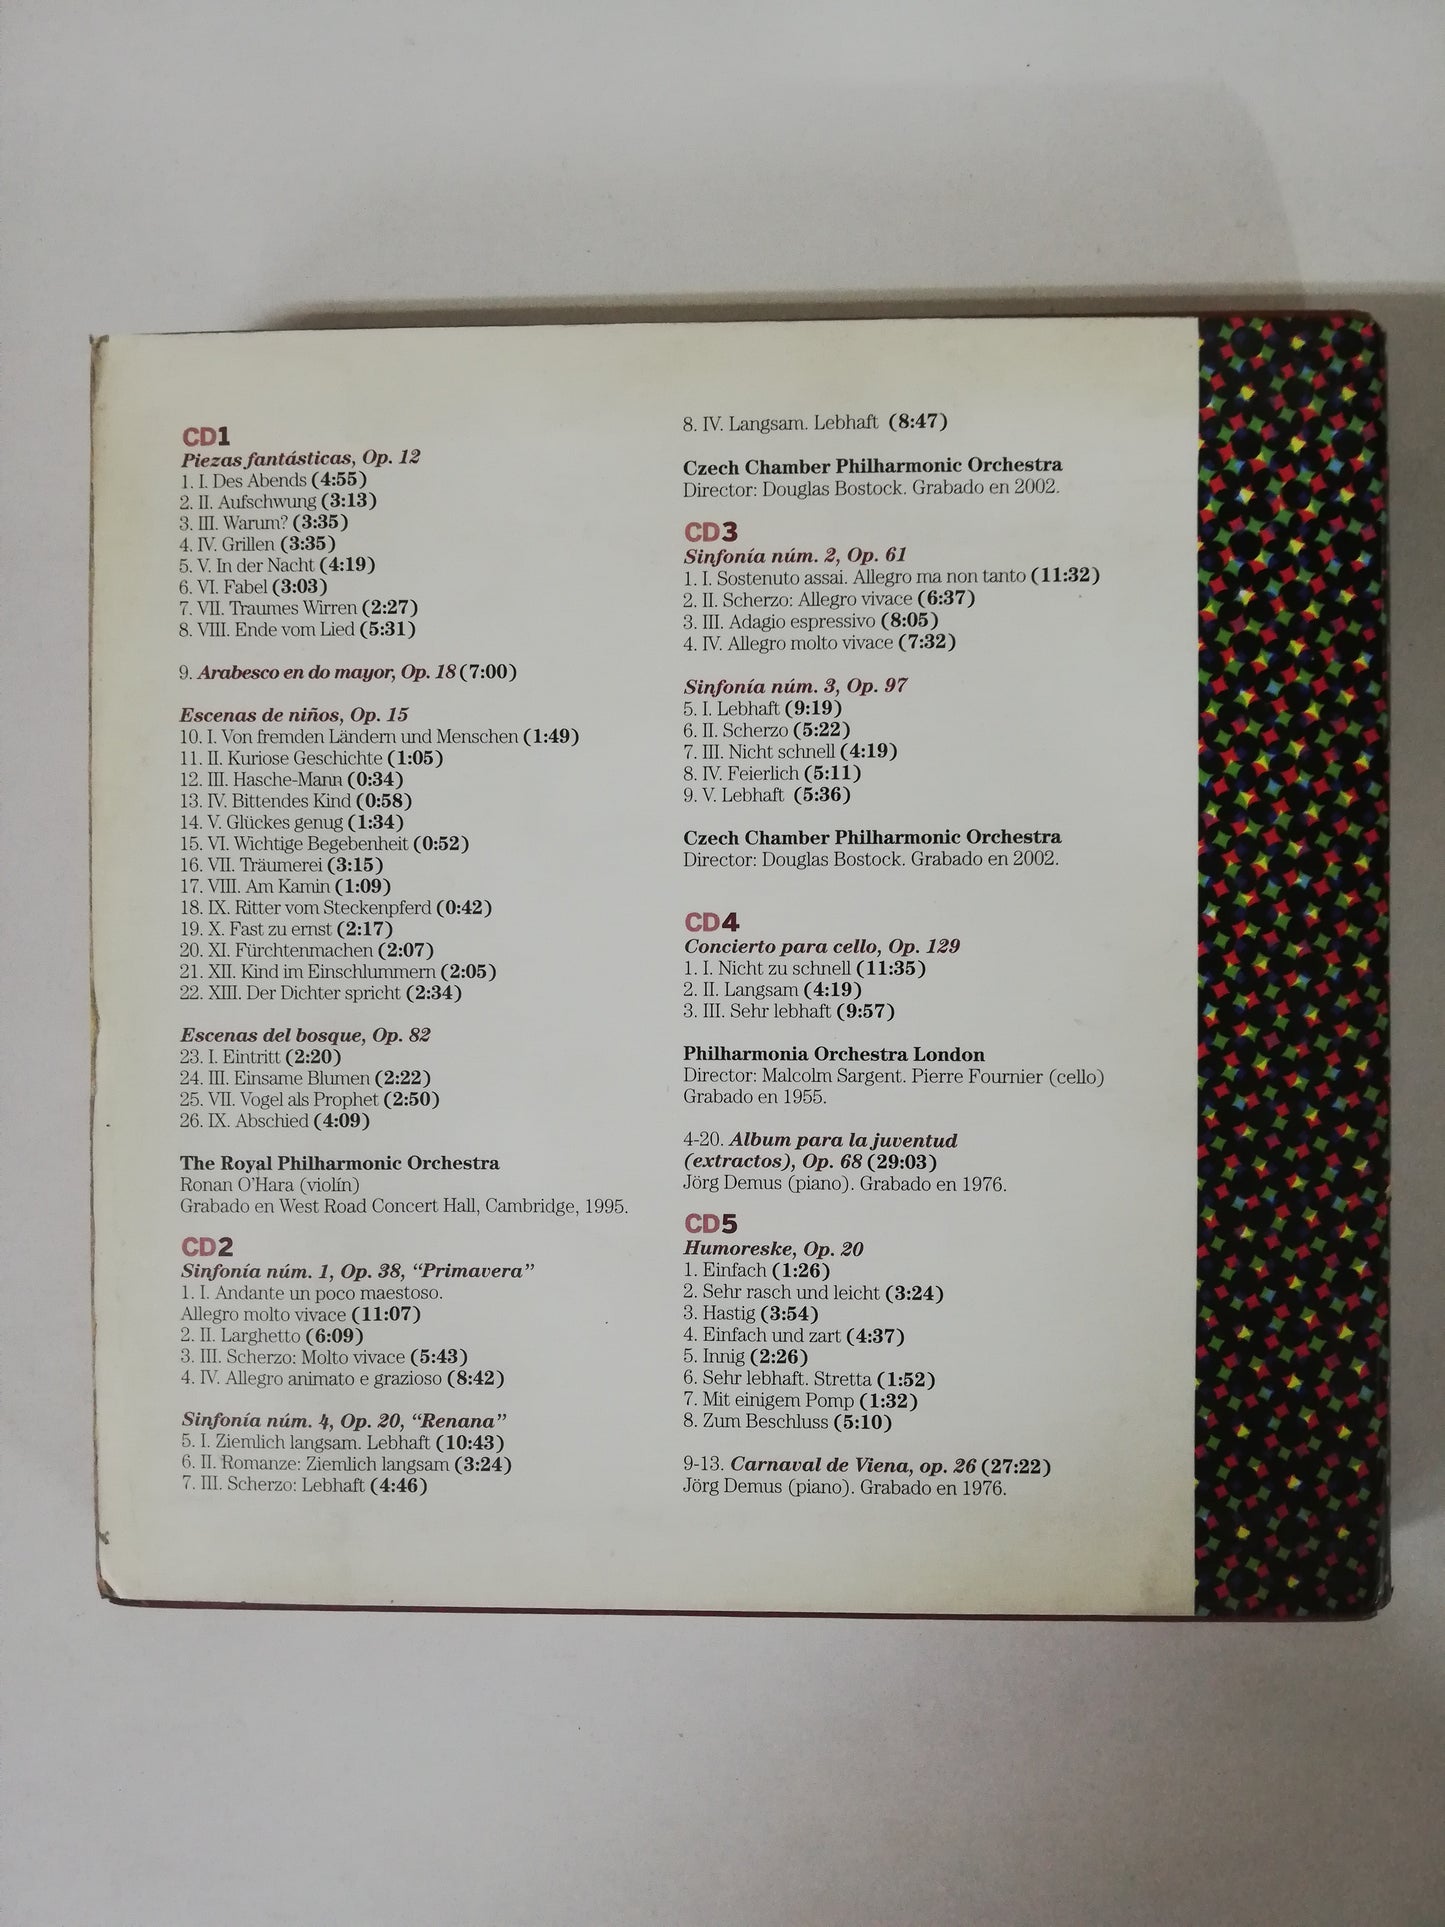 CD1
Piezas fantásticas, Op. 12
1. I. Des Abends (4:55)
2. II. Aufschwung (3:13)
3. III. Warum? (3:35)
4. IV. Grillen (3:35)
5. V. In der Nacht (4:19)
6. VI. Fabel (3:03)
7. VII. Traumes Wirren (2:27)
8. VIII. Ende vom Lied (5:31)
9. Arabesco en do mayor, Op. 18 (7:00)
Escenas de niños, Op. 15
10. I. Von fremden Ländern und Menschen (1:49)
11. II. Kuriose Geschichte (1:05)
12. III. Hasche-Mann (0:34)
13. IV. Bittendes Kind (0:58)
14. V. Glückes genug (1:34)
15. VI. Wichtige Begebenheit (0:52)
16. VII. Träumerei (3:15)
17. VIII. Am Kamin (1:09)
18. IX. Ritter vom Steckenpferd (0:42)
19. X. Fast zu ernst (2:17)
20. XI. Fürchtenmachen (2:07)
21. XII. Kind im Einschlummern (2:05)
22. XIII. Der Dichter spricht (2:34)
Escenas del bosque, Op. 82
23. I. Eintritt (2:20)
24. III. Einsame Blumen (2:22)
25. VII. Vogel als Prophet (2:50)
26. IX. Abschied (4:09)
The Royal Philharmonic Orchestra
Ronan O'Hara (violín)
Grabado en West Road Concert Hall, Cambridge, 1995.
CD2
Sinfonía núm. 1, Op. 38, “Primavera”
1. I. Andante un poco maestoso.
Allegro molto vivace (11:07)
2. II. Larghetto (6:09)
3. III. Scherzo: Molto vivace (5:43)
4. IV. Allegro animato e grazioso (8:42)
Sinfonía núm. 4, Op. 20, “Renana”
5. I. Ziemlich langsam. Lebhaft (10:43)
6. II. Romanze: Ziemlich langsam (3:24)
7. III. Scherzo: Lebhaft (4:46)
8. IV. Langsam. Lebhaft (8:47)
Czech Chamber Philharmonic Orchestra
Director: Douglas Bostock. Grabado en 2002.
CD3
Sinfonía núm. 2, Op. 61
1. I. Sostenuto assai. Allegro ma non tanto (11:32)
2. II. Scherzo: Allegro vivace (6:37)
3. III. Adagio espressivo (8:05)
4. IV. Allegro molto vivace (7:32)
Sinfonía núm. 3, Op. 97
5. I. Lebhaft (9:19)
6. II. Scherzo (5:22)
7. III. Nicht schnell (4:19)
8. IV. Feierlich (5:11)
9. V. Lebhaft (5:36)
Czech Chamber Philharmonic Orchestra
Director: Douglas Bostock. Grabado en 2002.
CD4
Concierto para cello, Op. 129
1. I. Nicht zu schnell (11:35)
2. II. Langsam (4:19)
3. III. Sehr lebhaft (9:57)
Philharmonia Orchestra London
Director: Malcolm Sargent. Pierre Fournier (cello)
Grabado en 1955.
4-20. Album para la juventud
(extractos), Op. 68 (29:03)
Jörg Demus (piano). Grabado en 1976.
CD5
Humoreske, Op. 20
1. Einfach (1:26)
2. Sehr rasch und leicht (3:24)
3. Hastig (3:54)
4. Einfach und zart (4:37)
5. Innig (2:26)
6. Sehr lebhaft. Stretta (1:52)
7. Mit einigem Pomp (1:32)
8. Zum Beschluss (5:10)
9-13. Carnaval de Viena, op. 26 (27:22)
Jörg Demus (piano). Grabado en 1976.